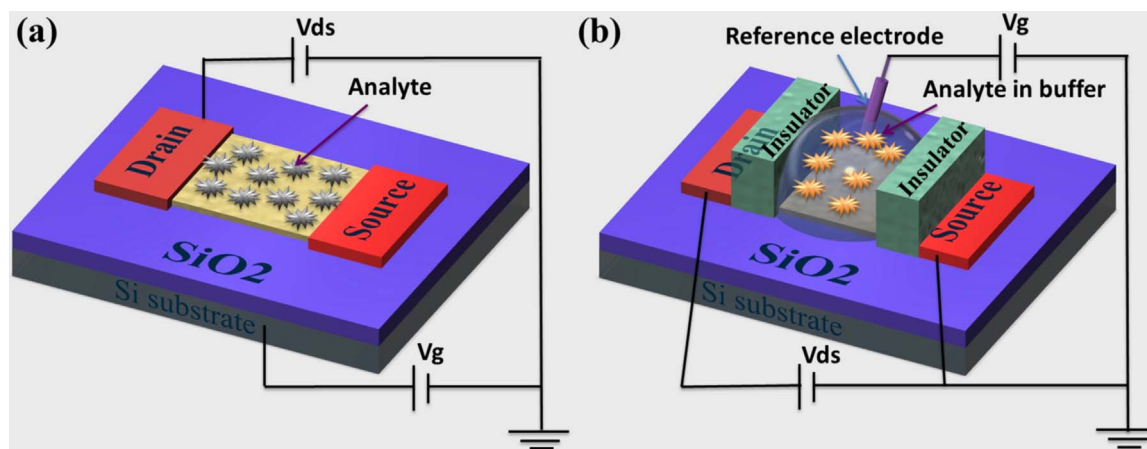 (a)
Vds
Analyte
Drain
Source
SiO2
Si substrate
Vg
(b)
Vg
Reference electrode
Analyte in buffer
Drain
Insulator
Insulator
Source
SiO2
Si substrate
Vds